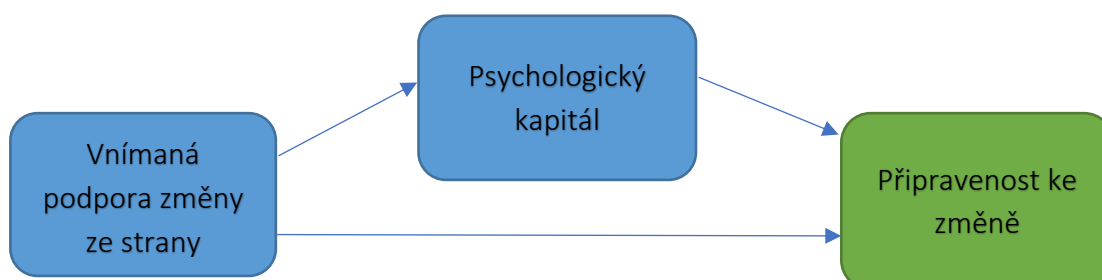 Psychologický
kapitál
Vnímaná
podpora změny
ze strany
Připravenost ke
změně